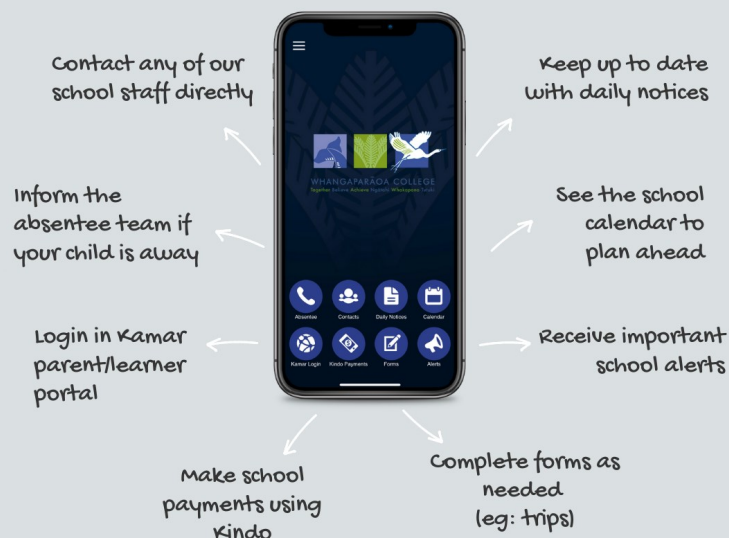 Contact any of our
school staff directly
Keep up to date
with daily notices
Inform the
absentee team if
your child is away
See the school
calendar to
plan ahead
Login in Kamar
parent/learner
portal
Receive important
school alerts
Make school
payments using
Kindo
Complete forms as
needed
(eg: trips)
WHANGAPARĀOA COLLEGE
Together Kotahi Achieve
Absentee
Contacts
Daily Notices
Calendar
Kamar Login
Kindo Payments
Forms
Alerts